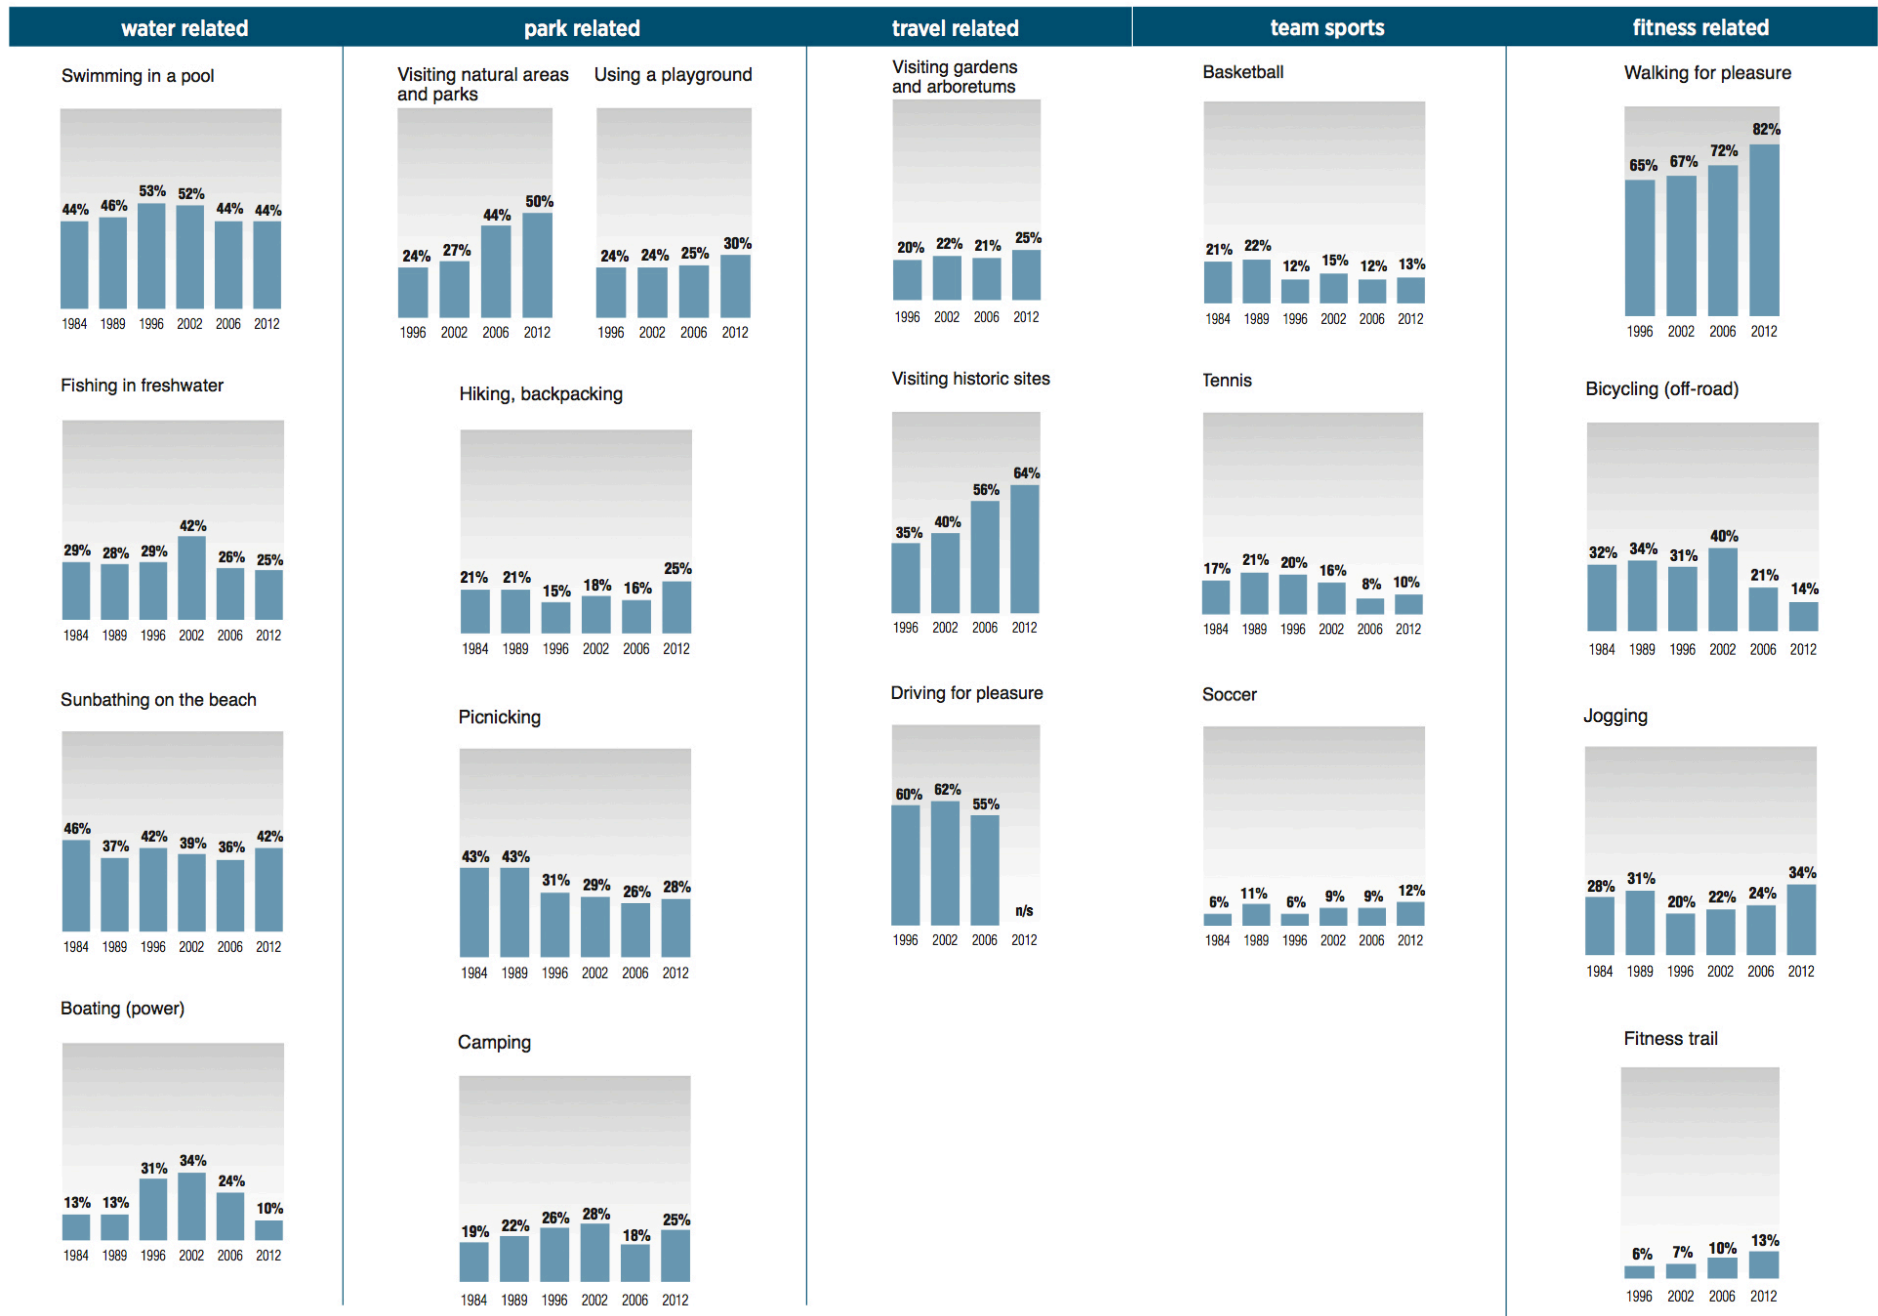 water related
Swimming in a pool
44% 46% 53% 52% 44% 44%
1984 1989 1996 2002 2006 2012
Fishing in freshwater
29% 28% 29% 42% 26% 25%
1984 1989 1996 2002 2006 2012
Sunbathing on the beach
46% 37% 42% 39% 36% 42%
1984 1989 1996 2002 2006 2012
Boating (power)
13% 13% 31% 34% 24% 10%
1984 1989 1996 2002 2006 2012
park related
Visiting natural areas
and parks
24% 27% 44% 50%
1996 2002 2006 2012
Using a playground
24% 24% 25% 30%
1996 2002 2006 2012
Hiking, backpacking
21% 21% 15% 18% 16% 25%
1984 1989 1996 2002 2006 2012
Picnicking
43% 43% 31% 29% 26% 28%
1984 1989 1996 2002 2006 2012
Camping
19% 22% 26% 28% 18% 25%
1984 1989 1996 2002 2006 2012
travel related
Visiting gardens
and arboretums
20% 22% 21% 25%
1996 2002 2006 2012
Visiting historic sites
35% 40% 56% 64%
1996 2002 2006 2012
Driving for pleasure
60% 62% 55% n/s
1996 2002 2006 2012
team sports
Basketball
21% 22% 12% 15% 12% 13%
1984 1989 1996 2002 2006 2012
Tennis
17% 21% 20% 16% 8% 10%
1984 1989 1996 2002 2006 2012
Soccer
6% 11% 6% 9% 9% 12%
1984 1989 1996 2002 2006 2012
fitness related
Walking for pleasure
65% 67% 72% 82%
1996 2002 2006 2012
Bicycling (off-road)
32% 34% 31% 40% 21% 14%
1984 1989 1996 2002 2006 2012
Jogging
28% 31% 20% 22% 24% 34%
1984 1989 1996 2002 2006 2012
Fitness trail
6% 7% 10% 13%
1996 2002 2006 2012